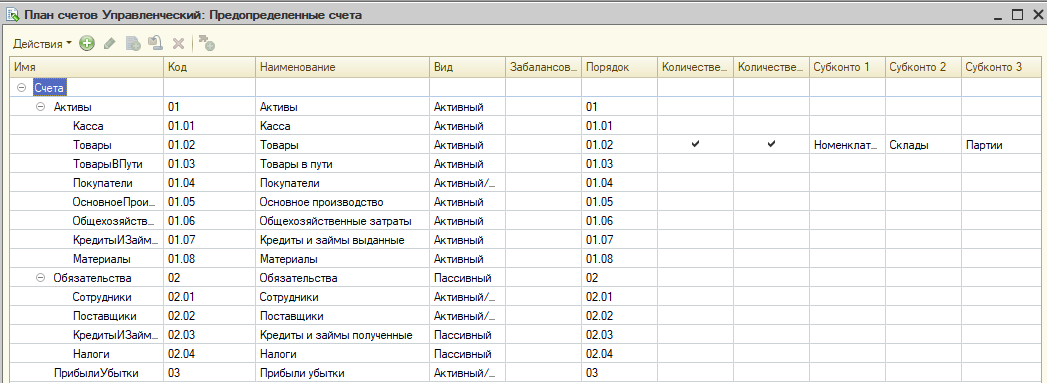 План счетов Управленческий: Предопределенные счета
Действия
Имя Код Наименование Вид Забалансов... Порядок Количестве... Количестве... Субконто 1 Субконто 2 Субконто 3
Счета
Активы 01 Активы Активный 01
Касса 01.01 Касса Активный 01.01
Товары 01.02 Товары Активный 01.02 Номенклат... Склады Партии
ТоварыВПути 01.03 Товары в пути Активный 01.03
Покупатели 01.04 Покупатели Активный/... 01.04
ОсновноеПрои... 01.05 Основное производство Активный 01.05
Общехозяйств... 01.06 Общехозяйственные затраты Активный 01.06
КредитыИЗайм... 01.07 Кредиты и займы выданные Активный 01.07
Материалы 01.08 Материалы Активный 01.08
Обязательства 02 Обязательства Пассивный 02
Сотрудники 02.01 Сотрудники Активный/... 02.01
Поставщики 02.02 Поставщики Активный/... 02.02
КредитыИЗайм... 02.03 Кредиты и займы полученные Пассивный 02.03
Налоги 02.04 Налоги Пассивный 02.04
ПрибылиУбытки 03 Прибыли убытки Активный/... 03